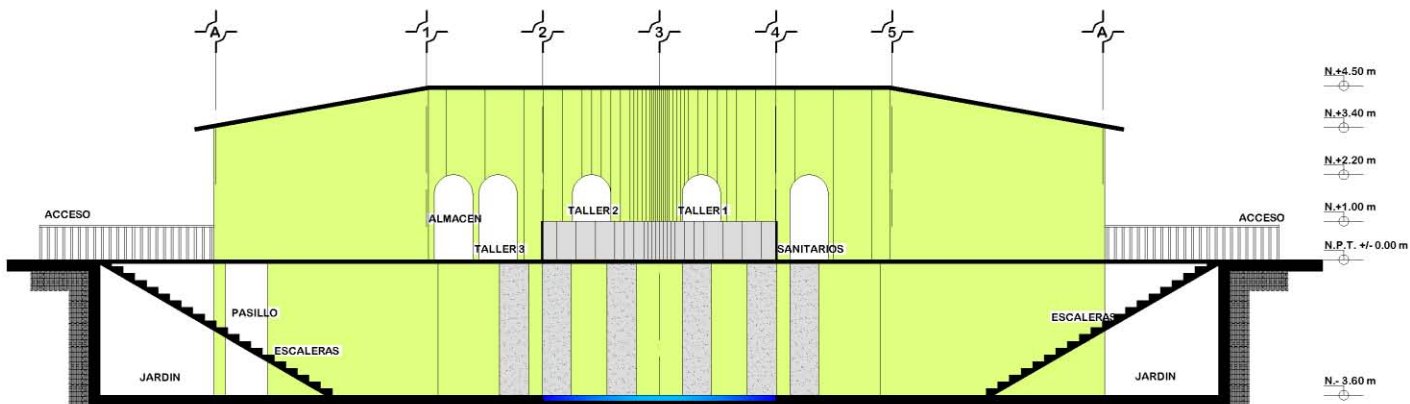 A 1 2 3 4 5 A
N.+4.50 m
N.+3.40 m
N.+2.20 m
ACCESO
ALMACEN
TALLER 2
TALLER 1
ACCESO
N.+1.00 m
TALLER 3
SANITARIOS
N.P.T. +/- 0.00 m
PASILLO
ESCALERAS
ESCALERAS
JARDIN
JARDIN
N.- 3.60 m